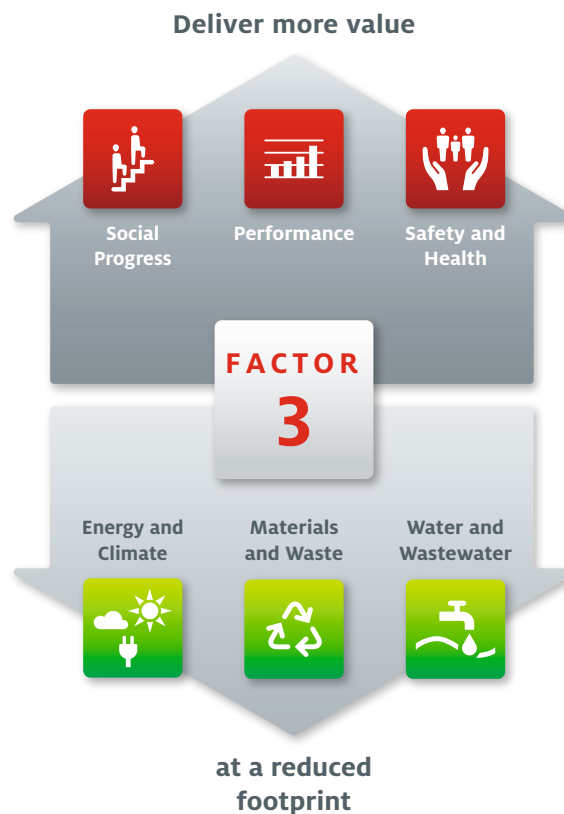 Deliver more value
Social
Progress
Performance
Safety and
Health
FACTOR
3
Energy and
Climate
Materials
and Waste
Water and
Wastewater
at a reduced
footprint